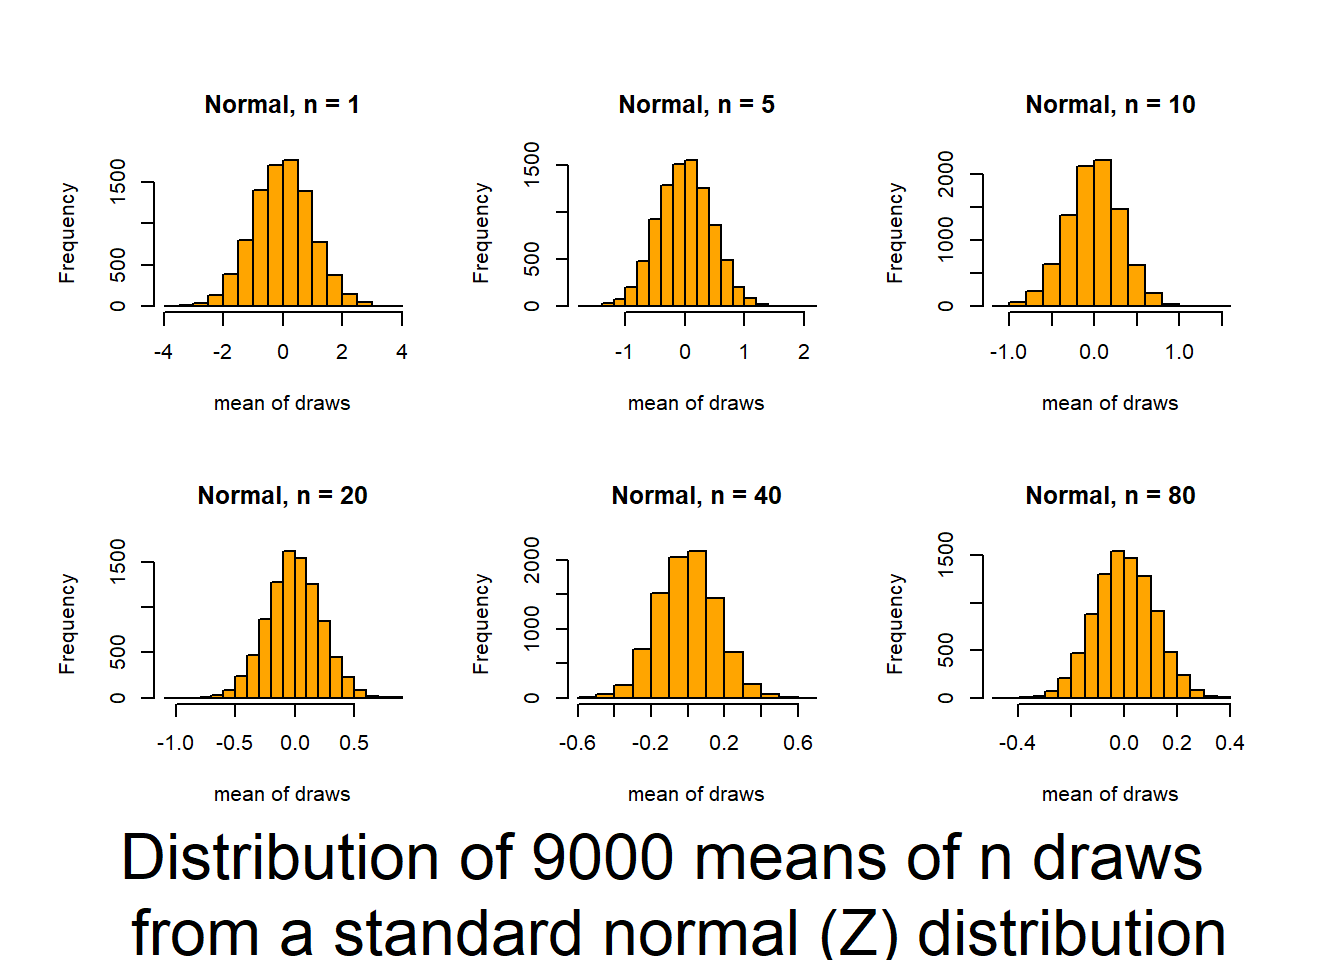 Normal, n = 1
Frequency
0 500 1500
-4 -2 0 2 4
mean of draws
Normal, n = 5
Frequency
0 500 1500
-1 0 1 2
mean of draws
Normal, n = 10
Frequency
0 1000 2000
-1.0 0.0 1.0
mean of draws
Normal, n = 20
Frequency
0 500 1500
-1.0 -0.5 0.0 0.5
mean of draws
Normal, n = 40
Frequency
0 1000 2000
-0.6 -0.2 0.2 0.6
mean of draws
Normal, n = 80
Frequency
0 500 1500
-0.4 0.0 0.2 0.4
mean of draws
Distribution of 9000 means of n draws
from a standard normal (Z) distribution